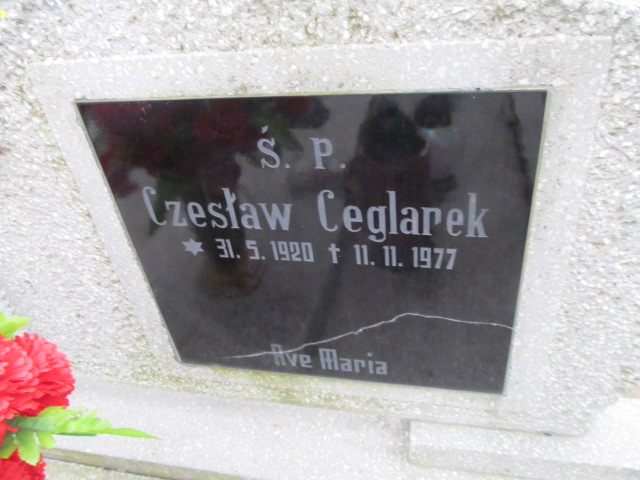 Ś. P.
Czesław Ceglarek
* 31. 5. 1920 † 11. 11. 1977
Ave Maria